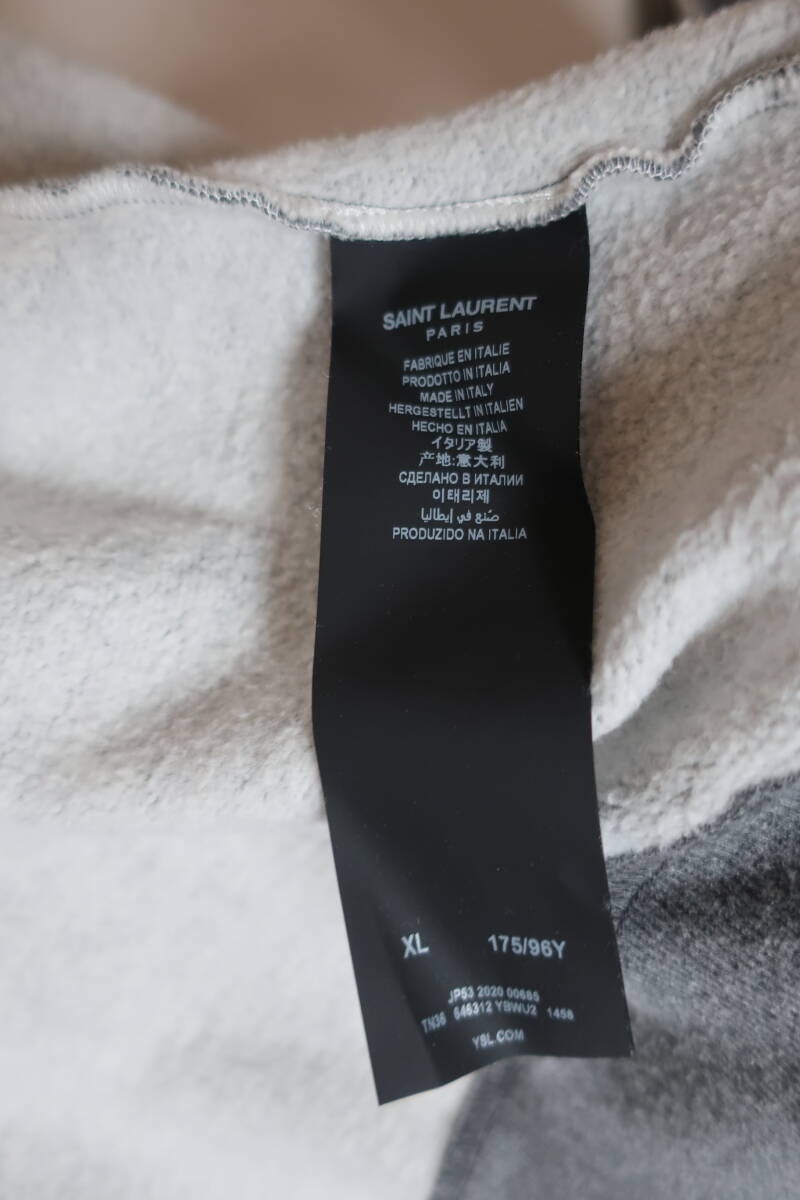 SAINT LAURENT
PARIS
FABRIQUE EN ITALIE
PRODOTTO IN ITALIA
MADE IN ITALY
HERGESTELLT IN ITALIEN
HECHO EN ITALIA
イタリア製
产地:意大利
СДЕЛАНО В ИТАЛИИ
이태리제
صنع في إيطاليا
PRODUZIDO NA ITALIA
XL 175/96Y
JP53 2020 00685
TN36 646312 YBWU2 1458
YSL.COM